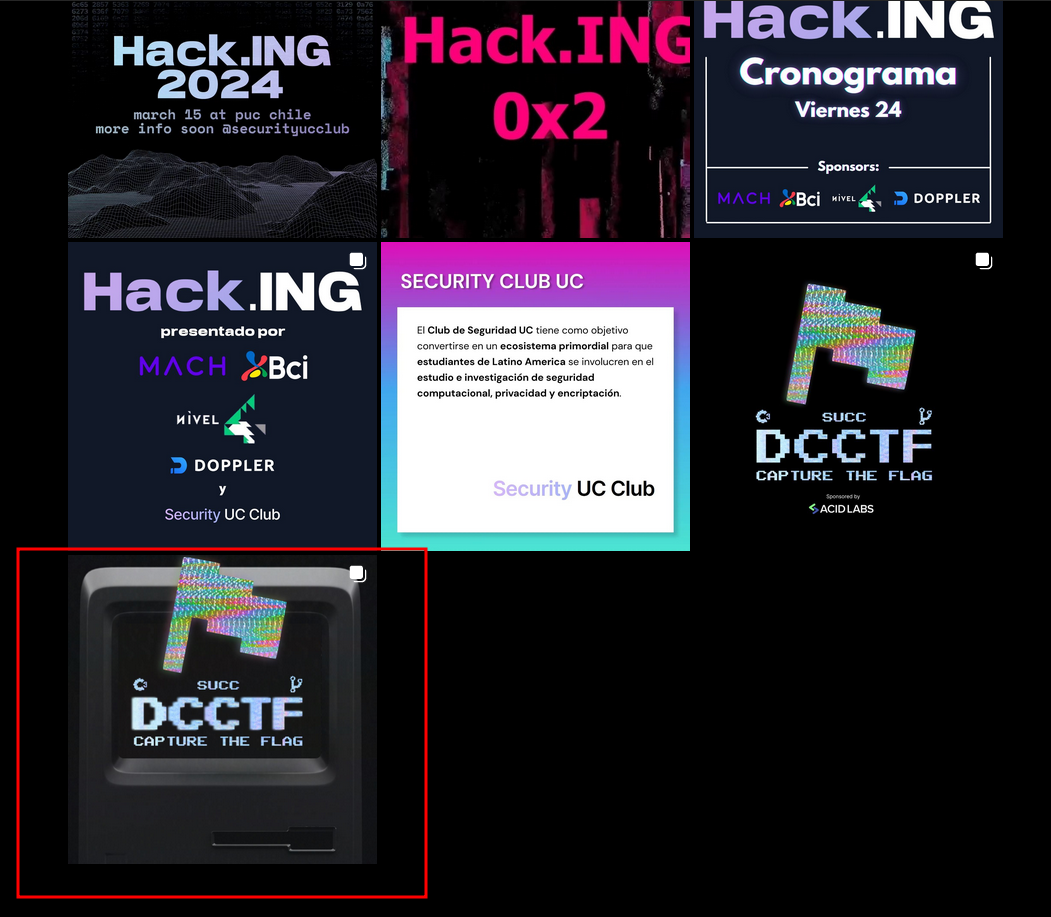 Hack.ING
2024
march 15 at puc chile
more info soon @securityucclub
Hack.ING
0x2
Hack.ING
Cronograma
Viernes 24
Sponsors:
MACH Bci NIVEL DOPPLER
Hack.ING
presentado por
MACH Bci
NIVEL
DOPPLER
y
Security UC Club
SECURITY CLUB UC
El Club de Seguridad UC tiene como objetivo
convertirse en un ecosistema primordial para que
estudiantes de Latino America se involucren en el
estudio e investigación de seguridad
computacional, privacidad y encriptación.
Security UC Club
SUCC
DCCTF
CAPTURE THE FLAG
Sponsored by
ACID LABS
SUCC
DCCTF
CAPTURE THE FLAG